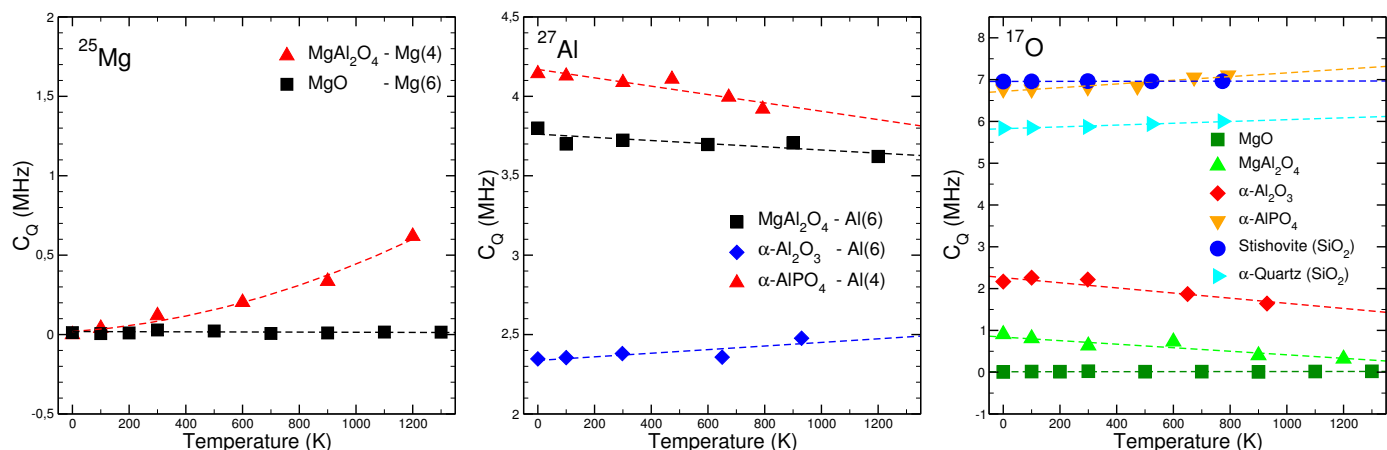 25Mg
MgAl2O4 - Mg(4)
MgO - Mg(6)
CQ (MHz)
2
1,5
1
0,5
0
-0,5
0 200 400 600 800 1000 1200
Temperature (K)
27Al
MgAl2O4 - Al(6)
α-Al2O3 - Al(6)
α-AlPO4 - Al(4)
CQ (MHz)
4,5
4
3,5
3
2,5
2
0 200 400 600 800 1000 1200
Temperature (K)
17O
MgO
MgAl2O4
α-Al2O3
α-AlPO4
Stishovite (SiO2)
α-Quartz (SiO2)
CQ (MHz)
8
7
6
5
4
3
2
1
0
-1
0 200 400 600 800 1000 1200
Temperature (K)